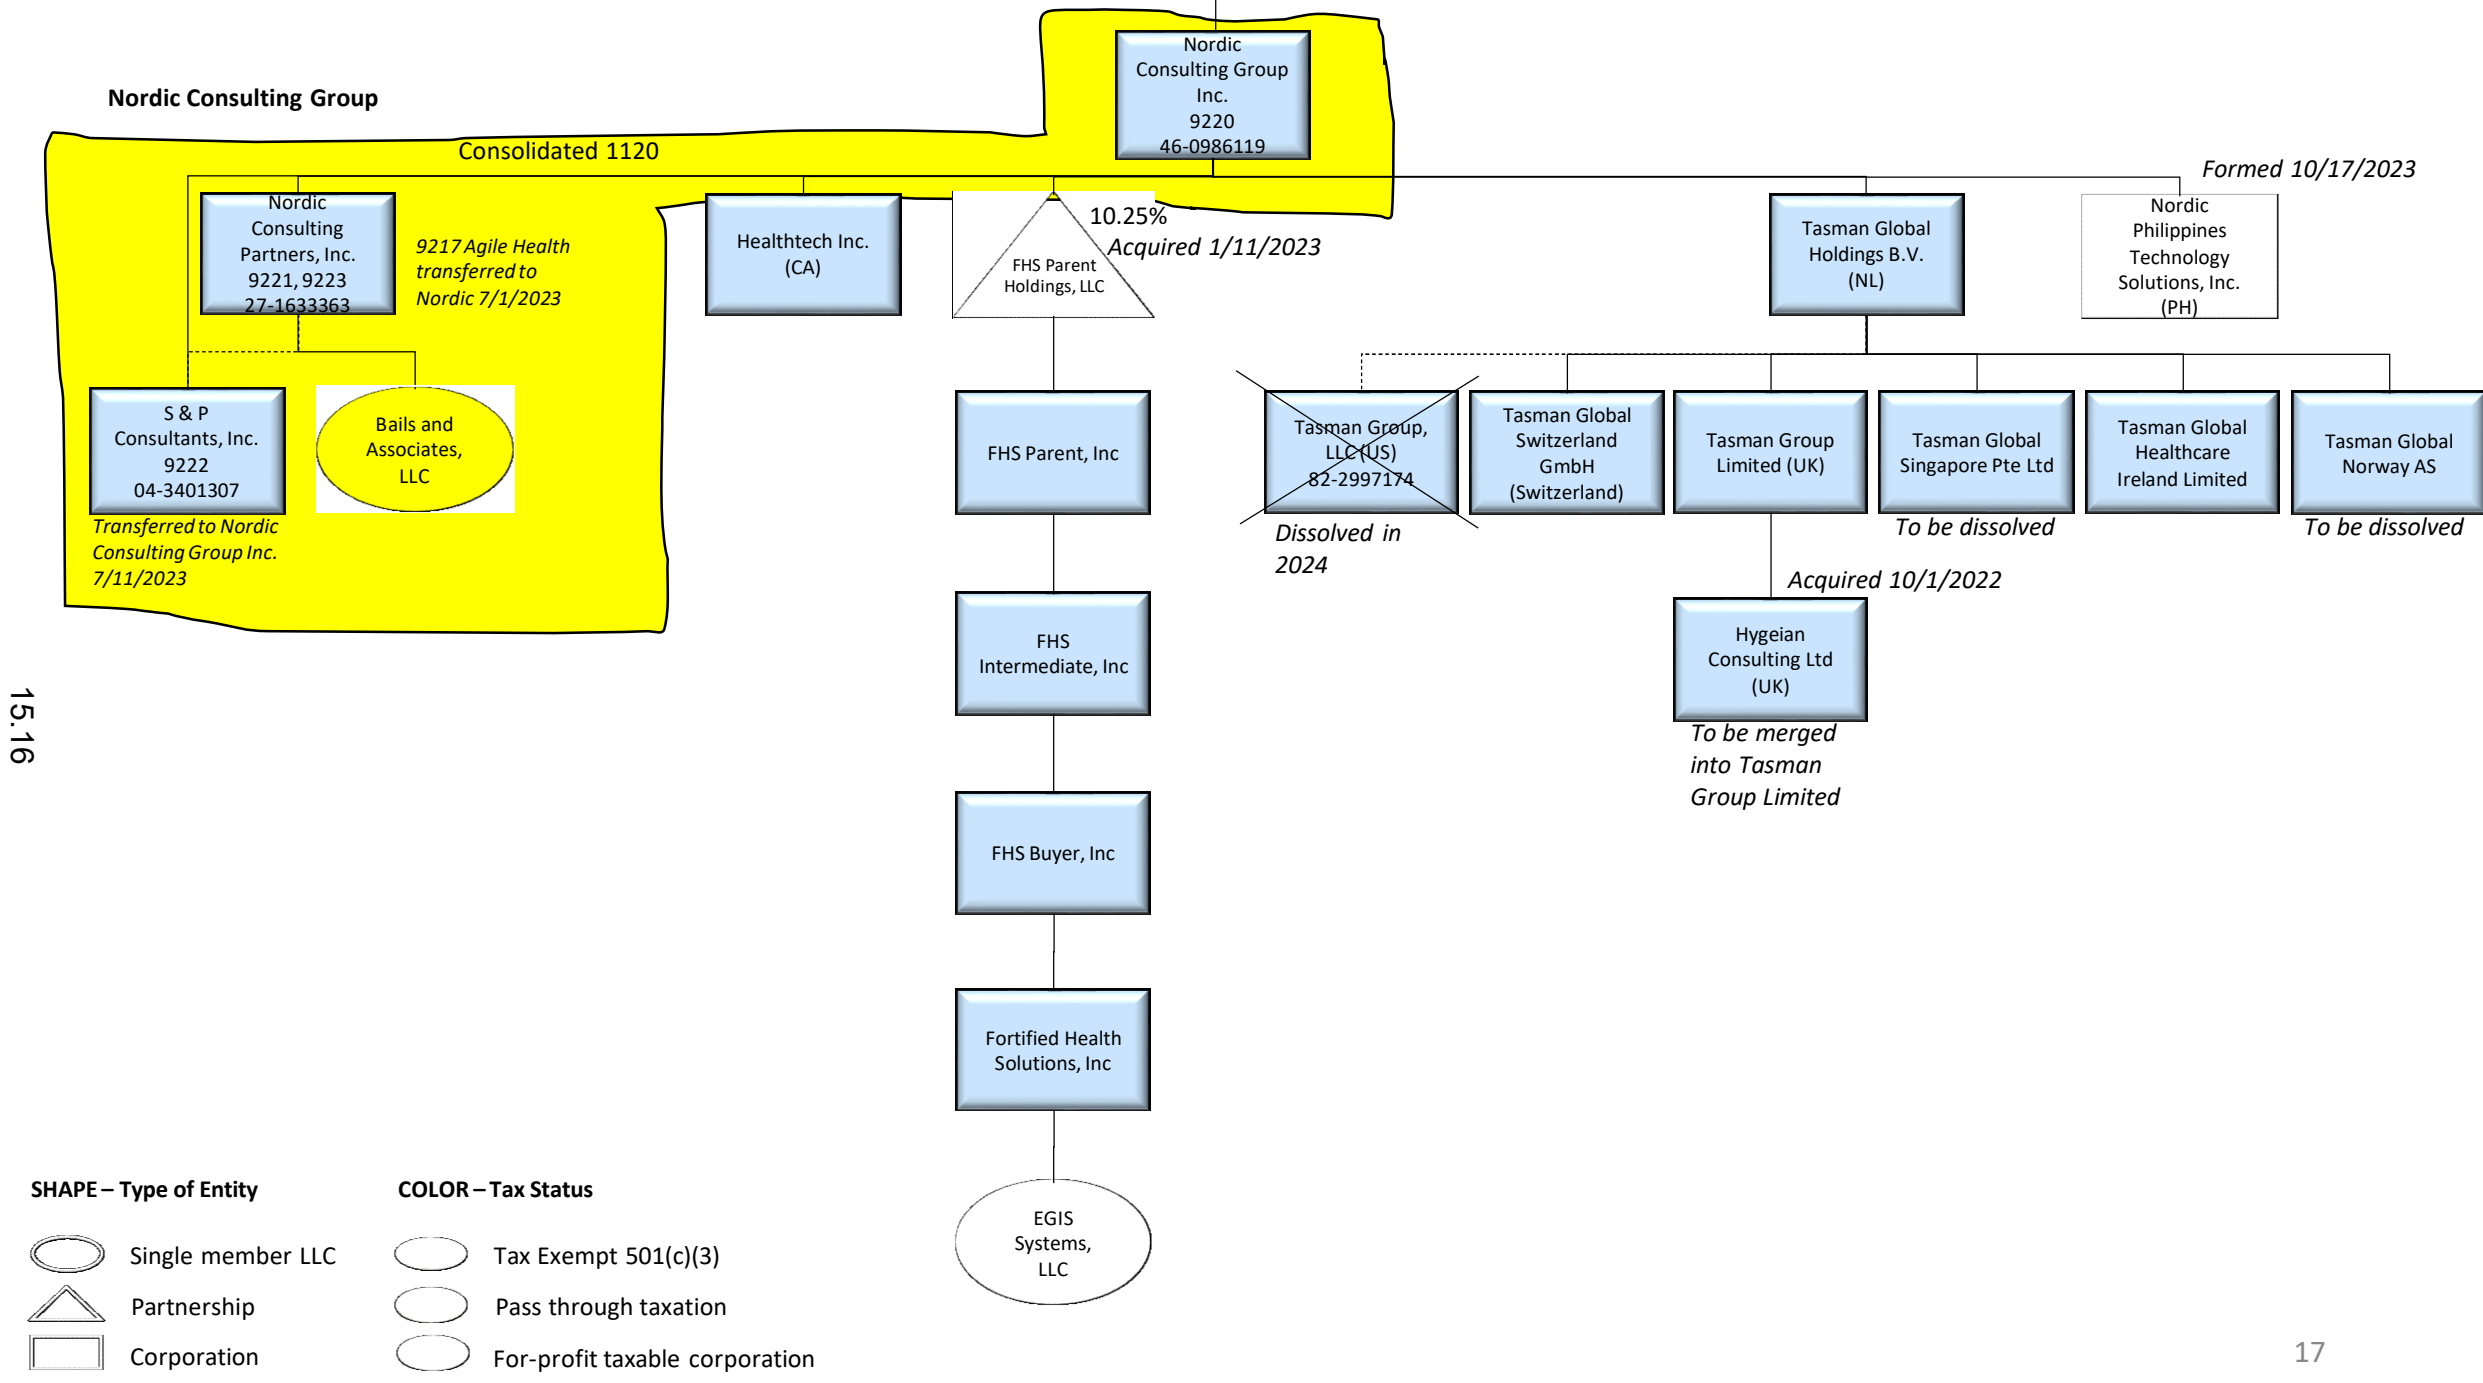 Nordic Consulting Group
Nordic
Consulting Group
Inc.
9220
46-0986119
Consolidated 1120
Formed 10/17/2023
Nordic
Consulting
Partners, Inc.
9221, 9223
27-1633363
9217 Agile Health
transferred to
Nordic 7/1/2023
Healthtech Inc.
(CA)
10.25%
Acquired 1/11/2023
FHS Parent
Holdings, LLC
Tasman Global
Holdings B.V.
(NL)
Nordic
Philippines
Technology
Solutions, Inc.
(PH)
S & P
Consultants, Inc.
9222
04-3401307
Transferred to Nordic
Consulting Group Inc.
7/11/2023
Bails and
Associates,
LLC
FHS Parent, Inc
Tasman Group,
LLC (US)
82-2997174
Dissolved in
2024
Tasman Global
Switzerland
GmbH
(Switzerland)
Tasman Group
Limited (UK)
Tasman Global
Singapore Pte Ltd
To be dissolved
Tasman Global
Healthcare
Ireland Limited
Tasman Global
Norway AS
To be dissolved
Acquired 10/1/2022
FHS
Intermediate, Inc
Hygeian
Consulting Ltd
(UK)
To be merged
into Tasman
Group Limited
15.16
FHS Buyer, Inc
Fortified Health
Solutions, Inc
EGIS
Systems,
LLC
SHAPE – Type of Entity
Single member LLC
Partnership
Corporation
COLOR – Tax Status
Tax Exempt 501(c)(3)
Pass through taxation
For-profit taxable corporation
17